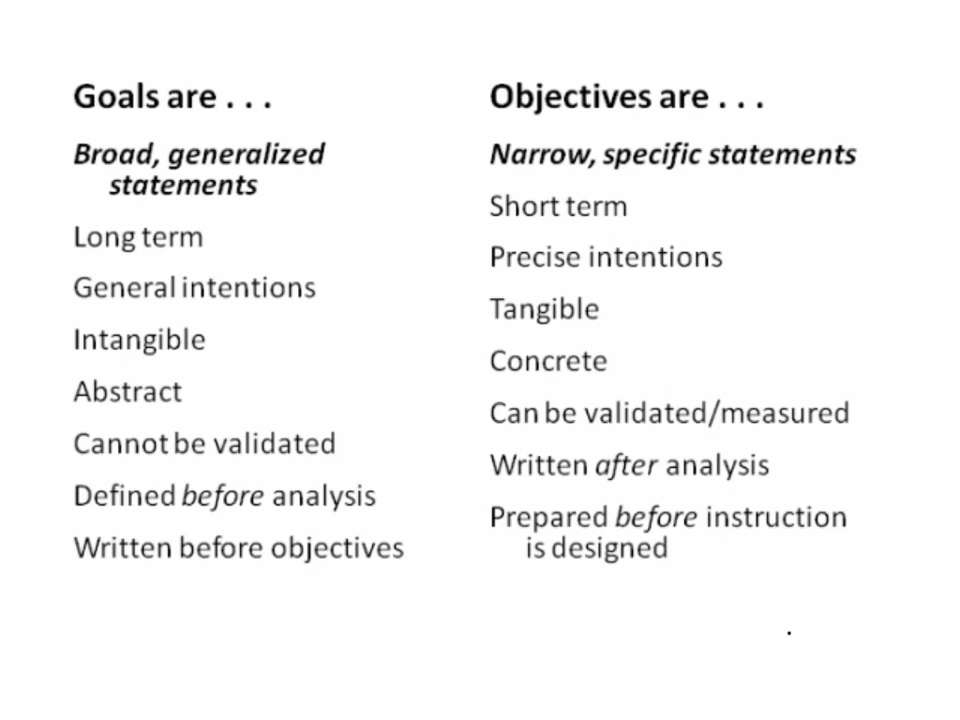 Goals are . . .
Broad, generalized
statements
Long term
General intentions
Intangible
Abstract
Cannot be validated
Defined before analysis
Written before objectives
Objectives are . . .
Narrow, specific statements
Short term
Precise intentions
Tangible
Concrete
Can be validated/measured
Written after analysis
Prepared before instruction
is designed
.